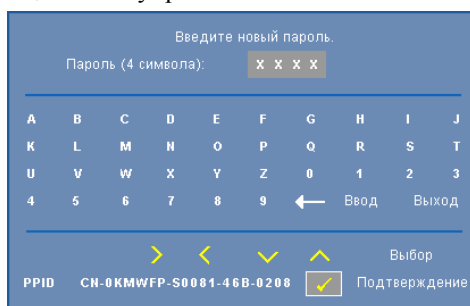 Введите новый пароль.
Пароль (4 символа): X X X X
A B C D E F G H I J
K L M N O P Q R S T
U V W X Y Z 0 1 2 3
4 5 6 7 8 9 ← Ввод Выход
> < ﹀ ︿ Выбор
PPID CN-0KMWFP-S0081-46B-0208 ✓ Подтверждение